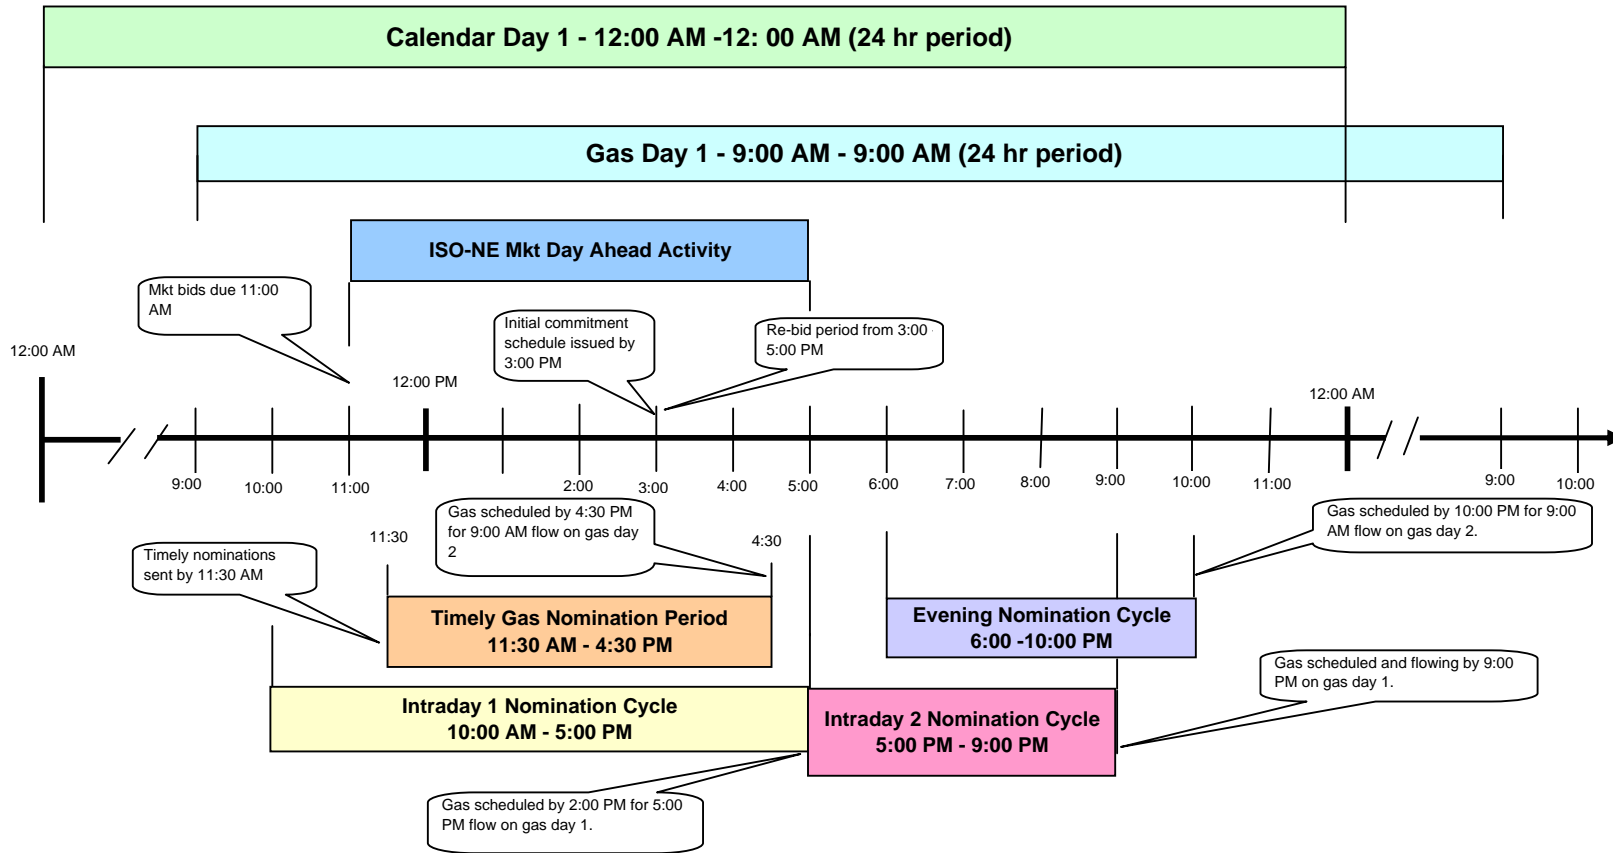 Calendar Day 1 - 12:00 AM -12: 00 AM (24 hr period)
Gas Day 1 - 9:00 AM - 9:00 AM (24 hr period)
ISO-NE Mkt Day Ahead Activity
Mkt bids due 11:00
AM
Initial commitment
schedule issued by
3:00 PM
Re-bid period from 3:00 -
5:00 PM
12:00 AM
12:00 PM
12:00 AM
9:00
10:00
11:00
2:00
3:00
4:00
5:00
6:00
7:00
8:00
9:00
10:00
11:00
9:00
10:00
Gas scheduled by 4:30 PM
for 9:00 AM flow on gas day
2
Gas scheduled by 10:00 PM for 9:00
AM flow on gas day 2.
11:30
4:30
Timely nominations
sent by 11:30 AM
Timely Gas Nomination Period
11:30 AM - 4:30 PM
Evening Nomination Cycle
6:00 -10:00 PM
Gas scheduled and flowing by 9:00
PM on gas day 1.
Intraday 1 Nomination Cycle
10:00 AM - 5:00 PM
Intraday 2 Nomination Cycle
5:00 PM - 9:00 PM
Gas scheduled by 2:00 PM for 5:00
PM flow on gas day 1.